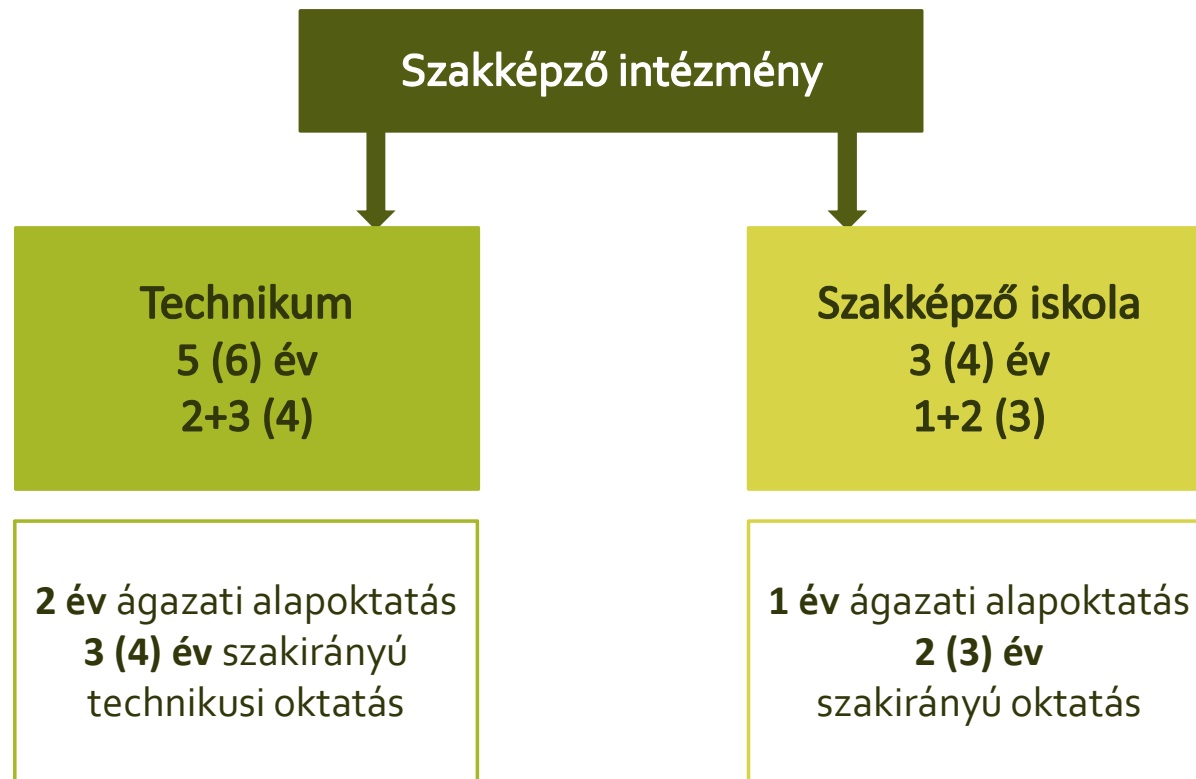 Szakképző intézmény
Technikum
5 (6) év
2+3 (4)
Szakképző iskola
3 (4) év
1+2 (3)
2 év ágazati alapoktatás
3 (4) év szakirányú
technikusi oktatás
1 év ágazati alapoktatás
2 (3) év
szakirányú oktatás